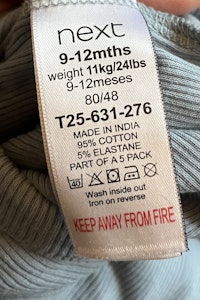 next
9-12mths
weight 11kg/24lbs
9-12meses
80/48
T25-631-276
MADE IN INDIA
95% COTTON
5% ELASTANE
PART OF A 5 PACK
40
Wash inside out
Iron on reverse
KEEP AWAY FROM FIRE